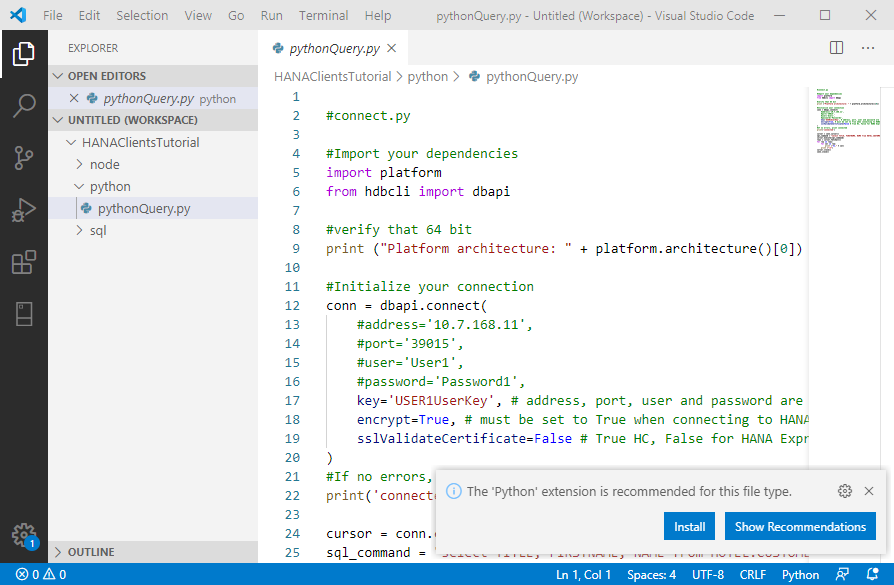 File Edit Selection View Go Run Terminal Help pythonQuery.py - Untitled (Workspace) - Visual Studio Code
EXPLORER
OPEN EDITORS
pythonQuery.py python
UNTITLED (WORKSPACE)
HANAClientsTutorial
node
python
pythonQuery.py
sql
OUTLINE
1
pythonQuery.py
HANAClientsTutorial > python > pythonQuery.py
1
2 #connect.py
3
4 #Import your dependencies
5 import platform
6 from hdbcli import dbapi
7
8 #verify that 64 bit
9 print ("Platform architecture: " + platform.architecture()[0])
10
11 #Initialize your connection
12 conn = dbapi.connect(
13 #address='10.7.168.11',
14 #port='39015',
15 #user='User1',
16 #password='Password1',
17 key='USER1UserKey', # address, port, user and password are
18 encrypt=True, # must be set to True when connecting to HANA
19 sslValidateCertificate=False # True HC, False for HANA Expr
20 )
21 #If no errors,
22 print('connecte
23
24 cursor = conn.
25 sql_command =
The 'Python' extension is recommended for this file type.
Install Show Recommendations
0 0 Ln 1, Col 1 Spaces: 4 UTF-8 CRLF Python